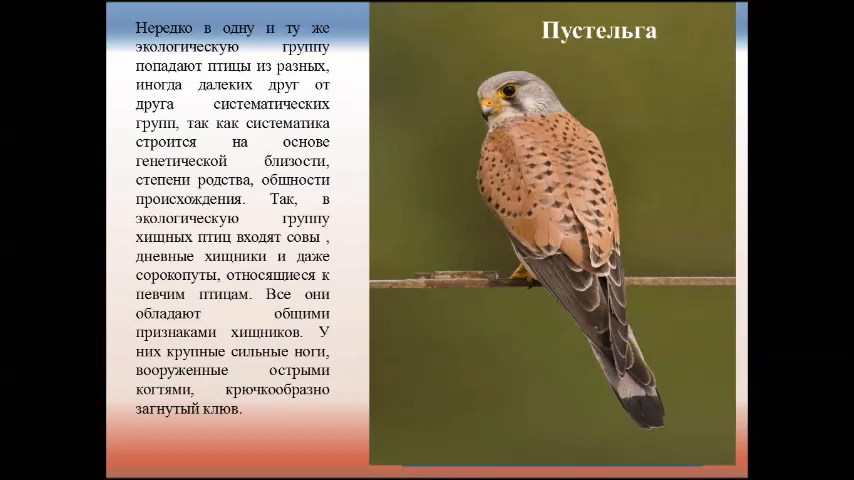 Нередко в одну и ту же
экологическую группу
попадают птицы из разных,
иногда далеких друг от
друга систематических
групп, так как систематика
строится на основе
генетической близости,
степени родства, общности
происхождения. Так, в
экологическую группу
хищных птиц входят совы ,
дневные хищники и даже
сорокопуты, относящиеся к
певчим птицам. Все они
обладают общими
признаками хищников. У
них крупные сильные ноги,
вооруженные острыми
когтями, крючкообразно
загнутый клюв.
Пустельга